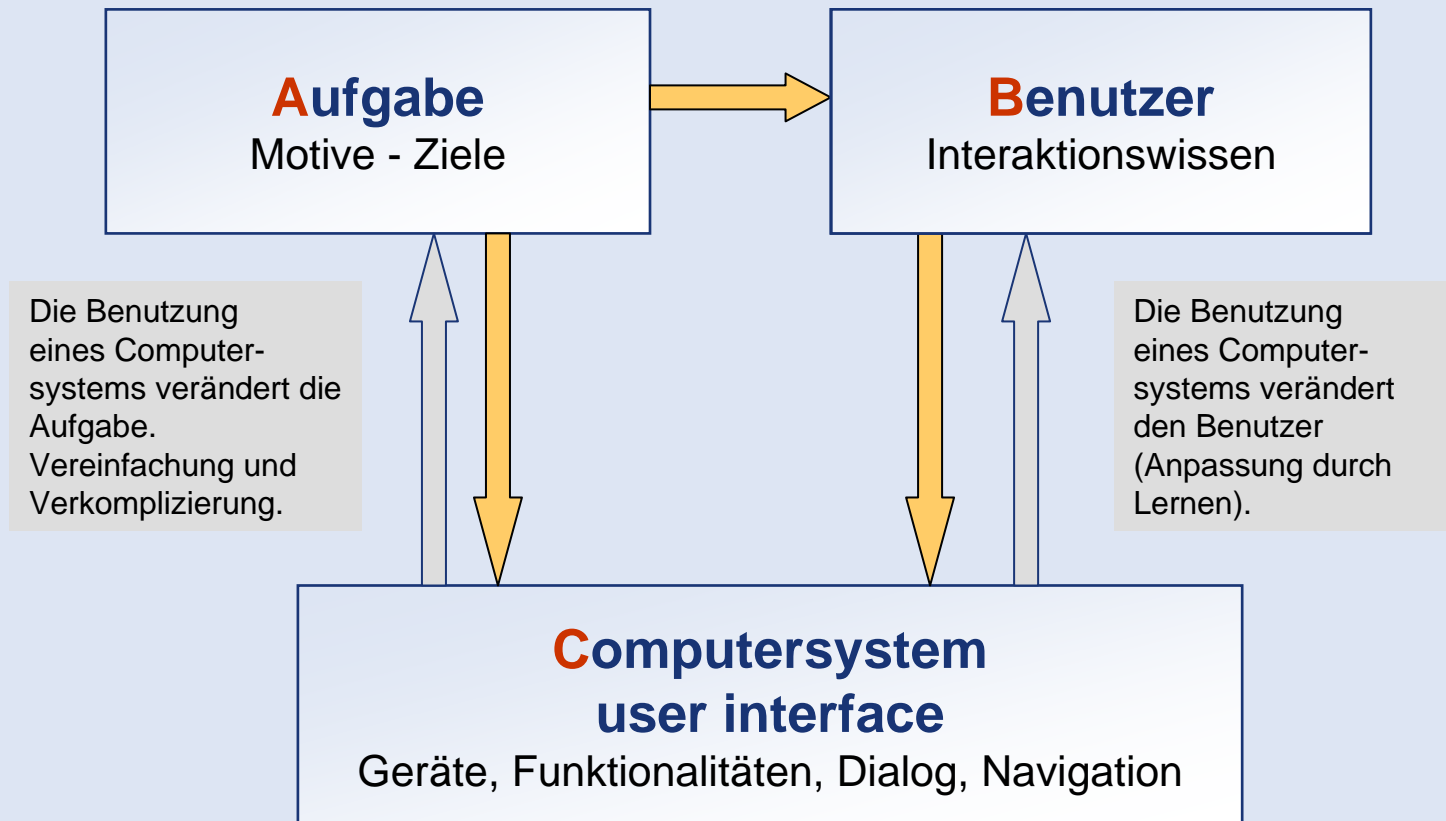 Aufgabe
Motive - Ziele
Benutzer
Interaktionswissen
Die Benutzung
eines Computer-
systems verändert die
Aufgabe.
Vereinfachung und
Verkomplizierung.
Die Benutzung
eines Computer-
systems verändert
den Benutzer
(Anpassung durch
Lernen).
Computersystem
user interface
Geräte, Funktionalitäten, Dialog, Navigation